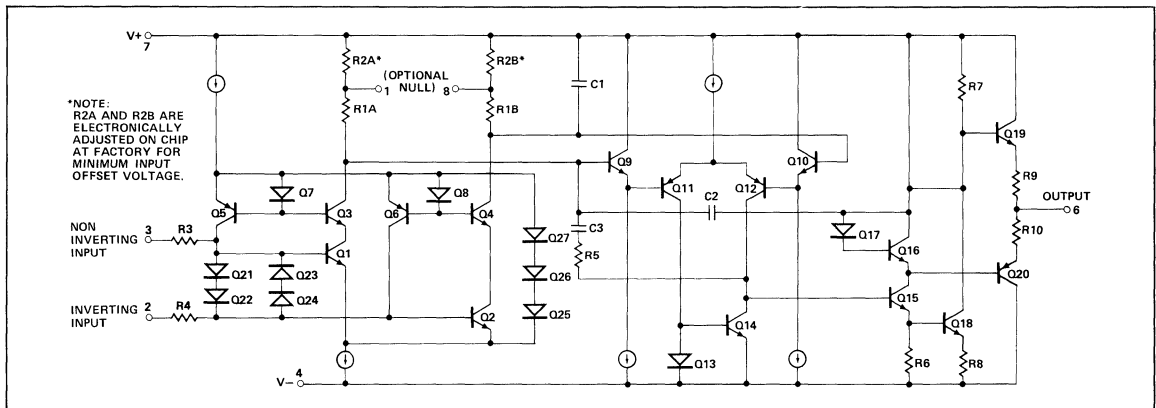 V+ 7
R2A*
R2B*
(OPTIONAL
NULL)
1
8
C1
R7
*NOTE:
R2A AND R2B ARE
ELECTRONICALLY
ADJUSTED ON CHIP
AT FACTORY FOR
MINIMUM INPUT
OFFSET VOLTAGE.
R1A
R1B
Q19
Q9
Q10
Q11
Q12
Q7
Q8
R9
Q5
Q3
Q6
Q4
C2
OUTPUT
6
NON
INVERTING
INPUT
3
R3
C3
Q17
R10
Q27
Q16
Q1
R5
Q21
Q23
Q26
Q20
Q22
Q24
Q15
INVERTING
INPUT
2
R4
Q2
Q25
Q14
Q18
Q13
R6
R8
V- 4